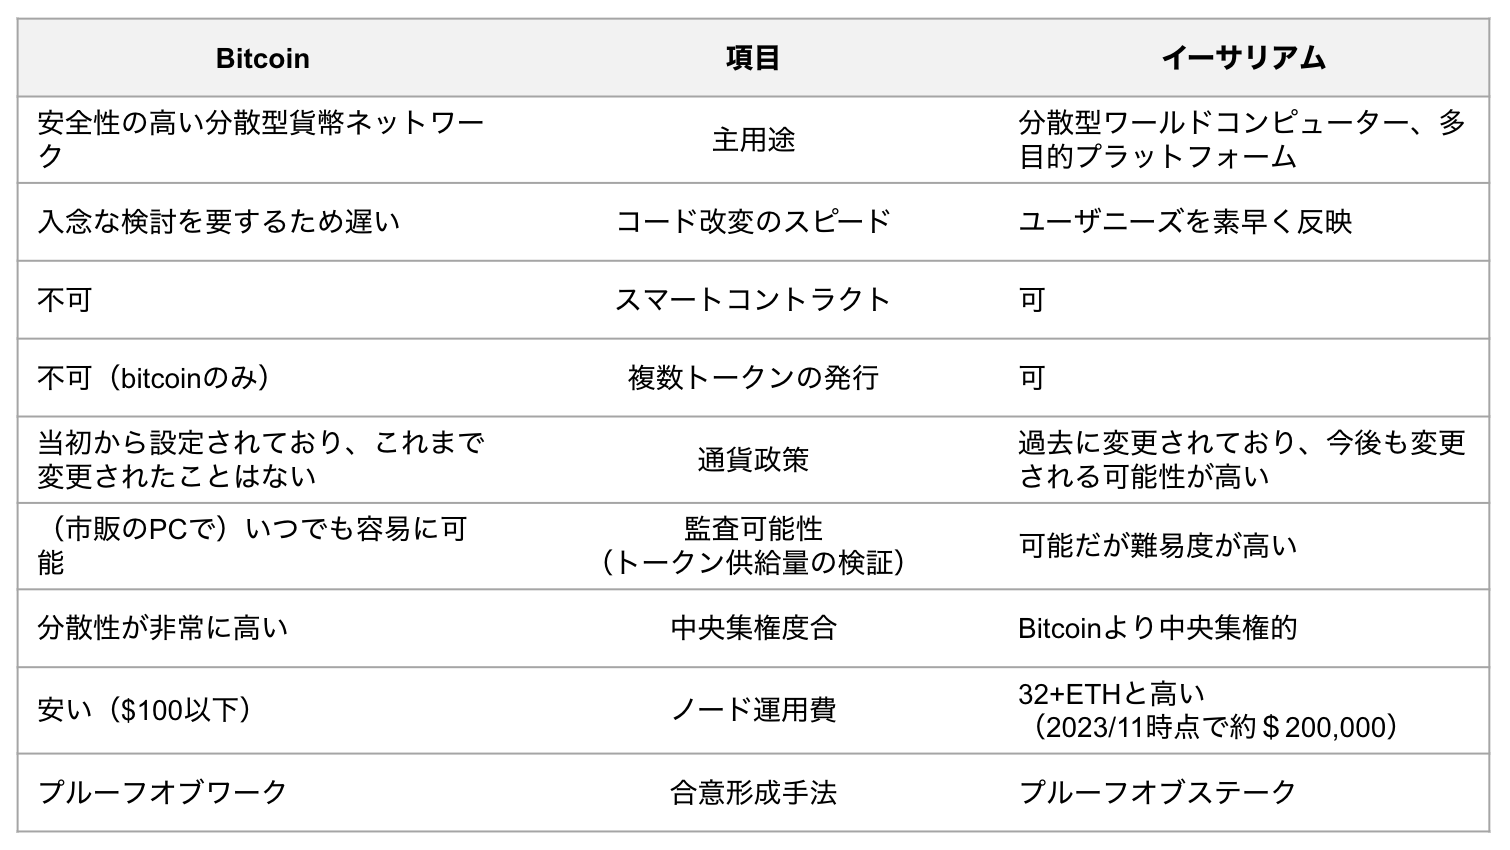 Bitcoin 項目 イーサリアム
安全性の高い分散型貨幣ネットワー
ク
主用途
分散型ワールドコンピューター、多
目的プラットフォーム
入念な検討を要するため遅い コード改変のスピード ユーザニーズを素早く反映
不可 スマートコントラクト 可
不可（bitcoinのみ） 複数トークンの発行 可
当初から設定されており、これまで
変更されたことはない
通貨政策
過去に変更されており、今後も変更
される可能性が高い
（市販のPCで）いつでも容易に可
能
監査可能性
（トークン供給量の検証）
可能だが難易度が高い
分散性が非常に高い 中央集権度合 Bitcoinより中央集権的
安い（$100以下） ノード運用費
32+ETHと高い
（2023/11時点で約＄200,000）
プルーフオブワーク 合意形成手法 プルーフオブステーク